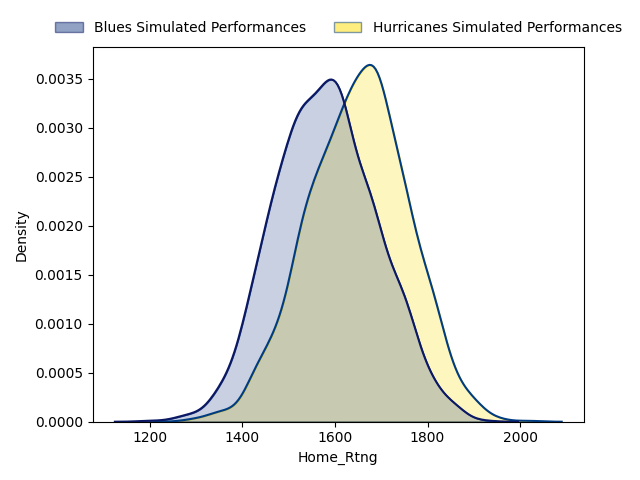 Blues Simulated Performances Hurricanes Simulated Performances
0.0035
0.0030
0.0025
0.0020
0.0015
0.0010
0.0005
0.0000
Density
1200 1400 1600 1800 2000
Home_Rtng